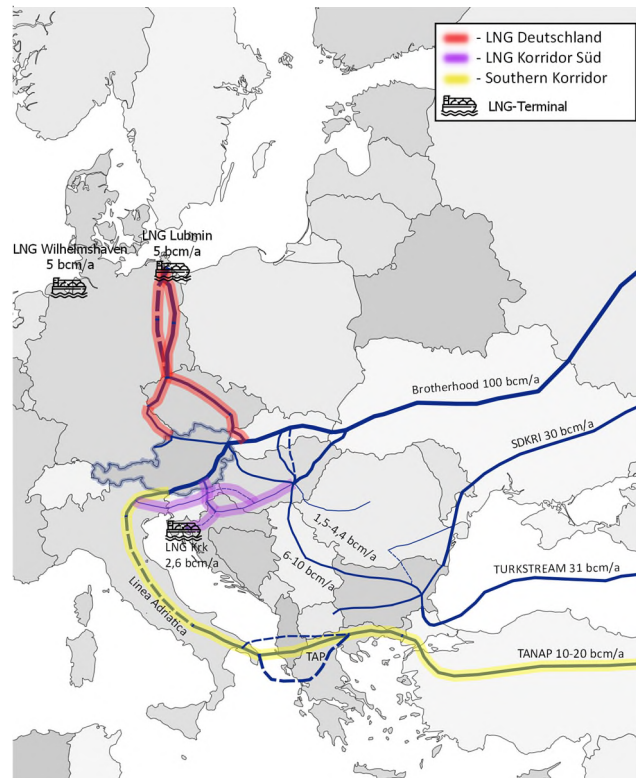 - LNG Deutschland
- LNG Korridor Süd
- Southern Korridor
LNG-Terminal
LNG Wilhelmshaven
5 bcm/a
LNG Lubmin
5 bcm/a
Brotherhood 100 bcm/a
SDKRI 30 bcm/a
1,5-4,4 bcm/a
6-10 bcm/a
LNG Krk
2,6 bcm/a
TURKSTREAM 31 bcm/a
Linea Adriatica
TAP
TANAP 10-20 bcm/a